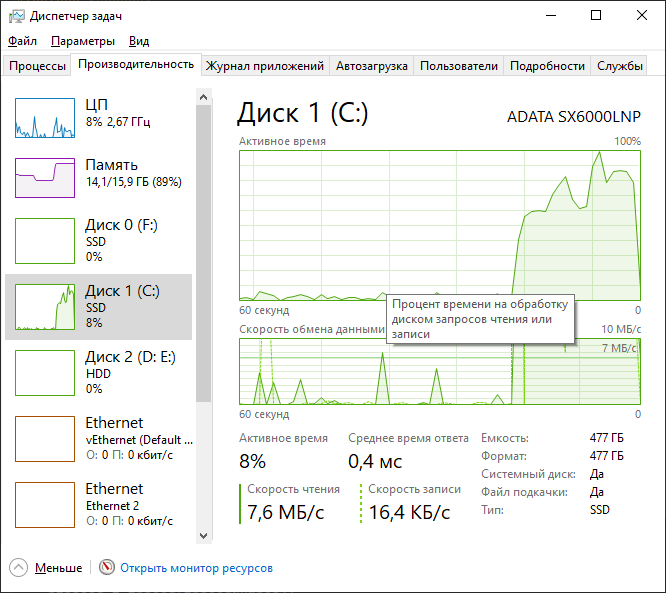 Диспетчер задач
Файл Параметры Вид
Процессы Производительность Журнал приложений Автозагрузка Пользователи Подробности Службы
ЦП
8% 2,67 ГГц
Память
14,1/15,9 ГБ (89%)
Диск 0 (F:)
SSD
0%
Диск 1 (C:)
SSD
8%
Диск 2 (D: E:)
HDD
0%
Ethernet
vEthernet (Default ...
О: 0 П: 0 кбит/с
Ethernet
Ethernet 2
О: 0 П: 0 кбит/с
Диск 1 (C:)
ADATA SX6000LNP
Активное время
100%
60 секунд
0
Процент времени на обработку
диском запросов чтения или
записи
Скорость обмена данными
10 МБ/с
7 МБ/с
60 секунд
0
Активное время
8%
Среднее время ответа
0,4 мс
Скорость чтения
7,6 МБ/с
Скорость записи
16,4 КБ/с
Емкость: 477 ГБ
Формат: 477 ГБ
Системный диск: Да
Файл подкачки: Да
Тип: SSD
Меньше
Открыть монитор ресурсов